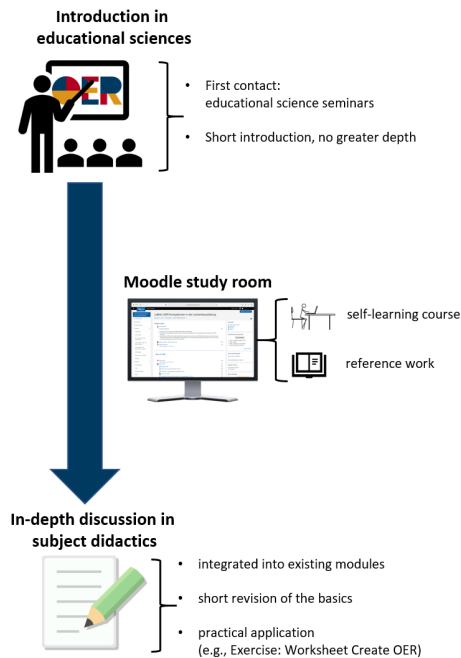 Introduction in
educational sciences
OER
• First contact:
educational science seminars
• Short introduction, no greater depth
Moodle study room
self-learning course
reference work
In-depth discussion in
subject didactics
• integrated into existing modules
• short revision of the basics
• practical application
(e.g., Exercise: Worksheet Create OER)